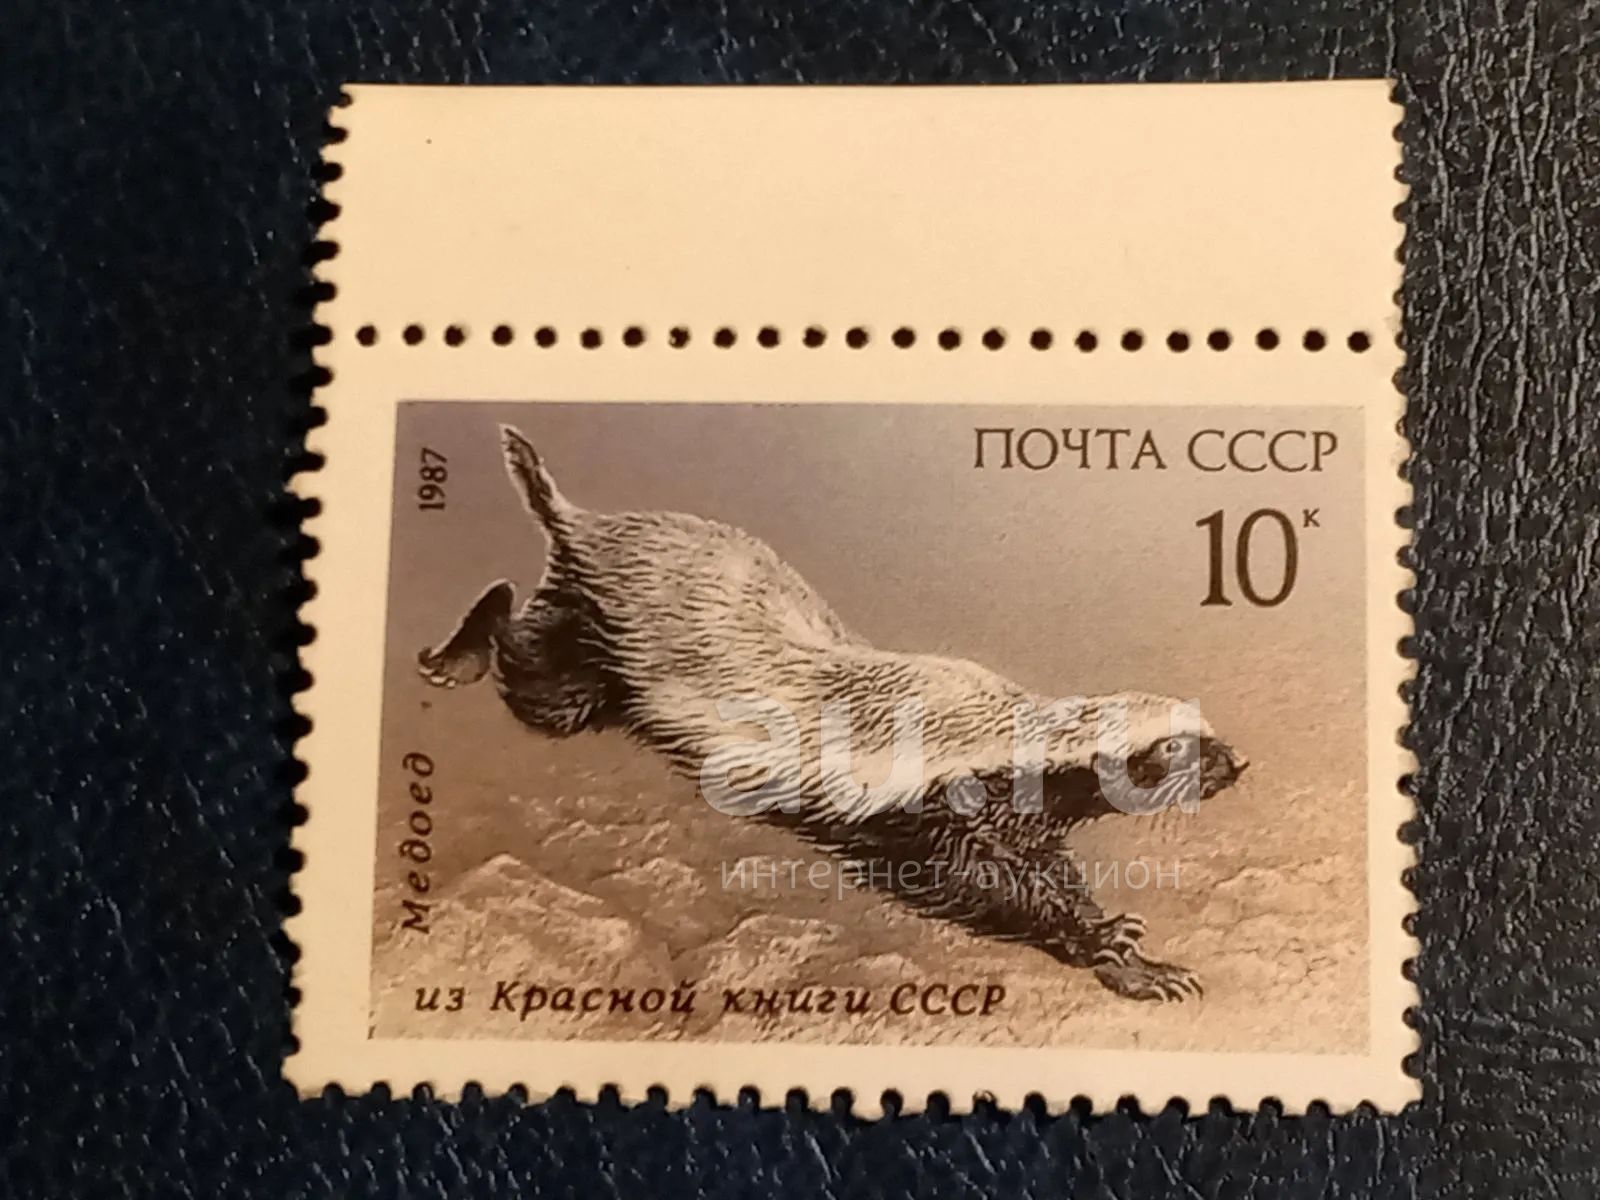 ПОЧТА СССР
10к
1987
Медоед
из Красной книги СССР
au.ru
интернет-аукцион